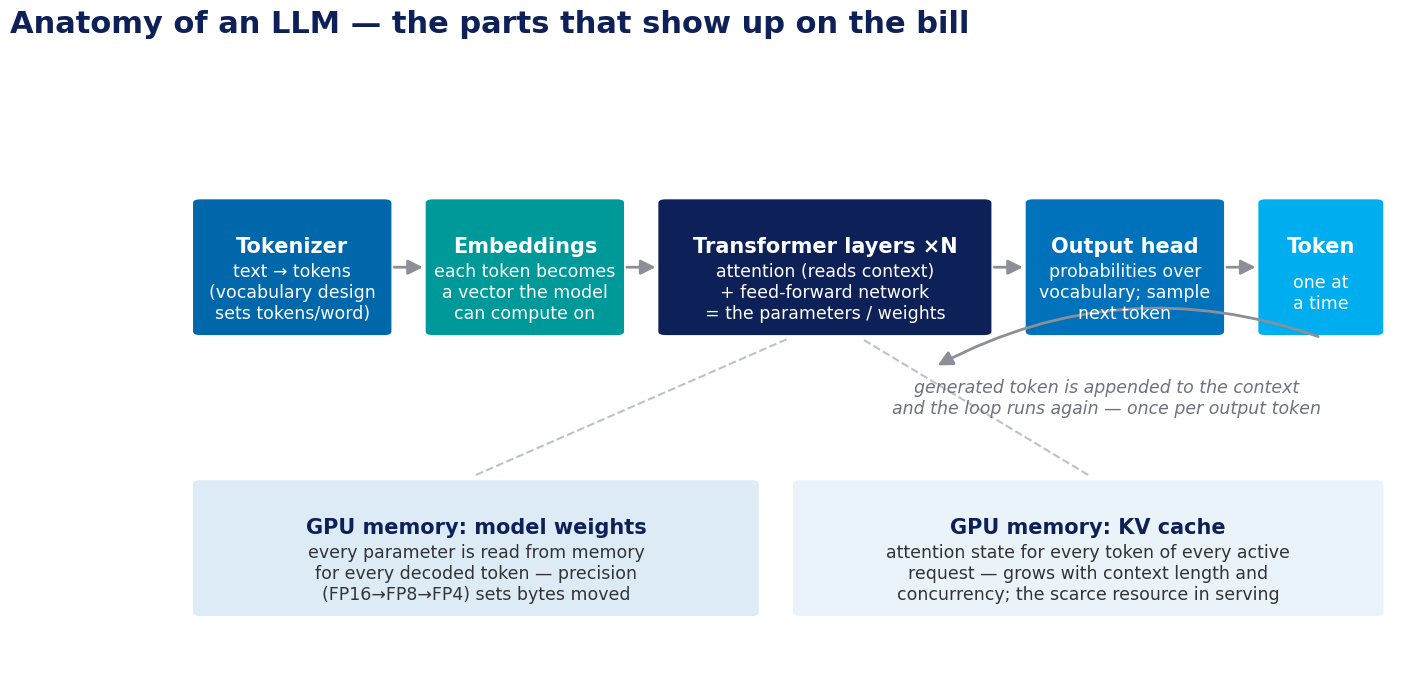 Anatomy of an LLM — the parts that show up on the bill
Tokenizer
text → tokens
(vocabulary design
sets tokens/word)
Embeddings
each token becomes
a vector the model
can compute on
Transformer layers ×N
attention (reads context)
+ feed-forward network
= the parameters / weights
Output head
probabilities over
vocabulary; sample
next token
Token
one at
a time
generated token is appended to the context
and the loop runs again — once per output token
GPU memory: model weights
every parameter is read from memory
for every decoded token — precision
(FP16→FP8→FP4) sets bytes moved
GPU memory: KV cache
attention state for every token of every active
request — grows with context length and
concurrency; the scarce resource in serving